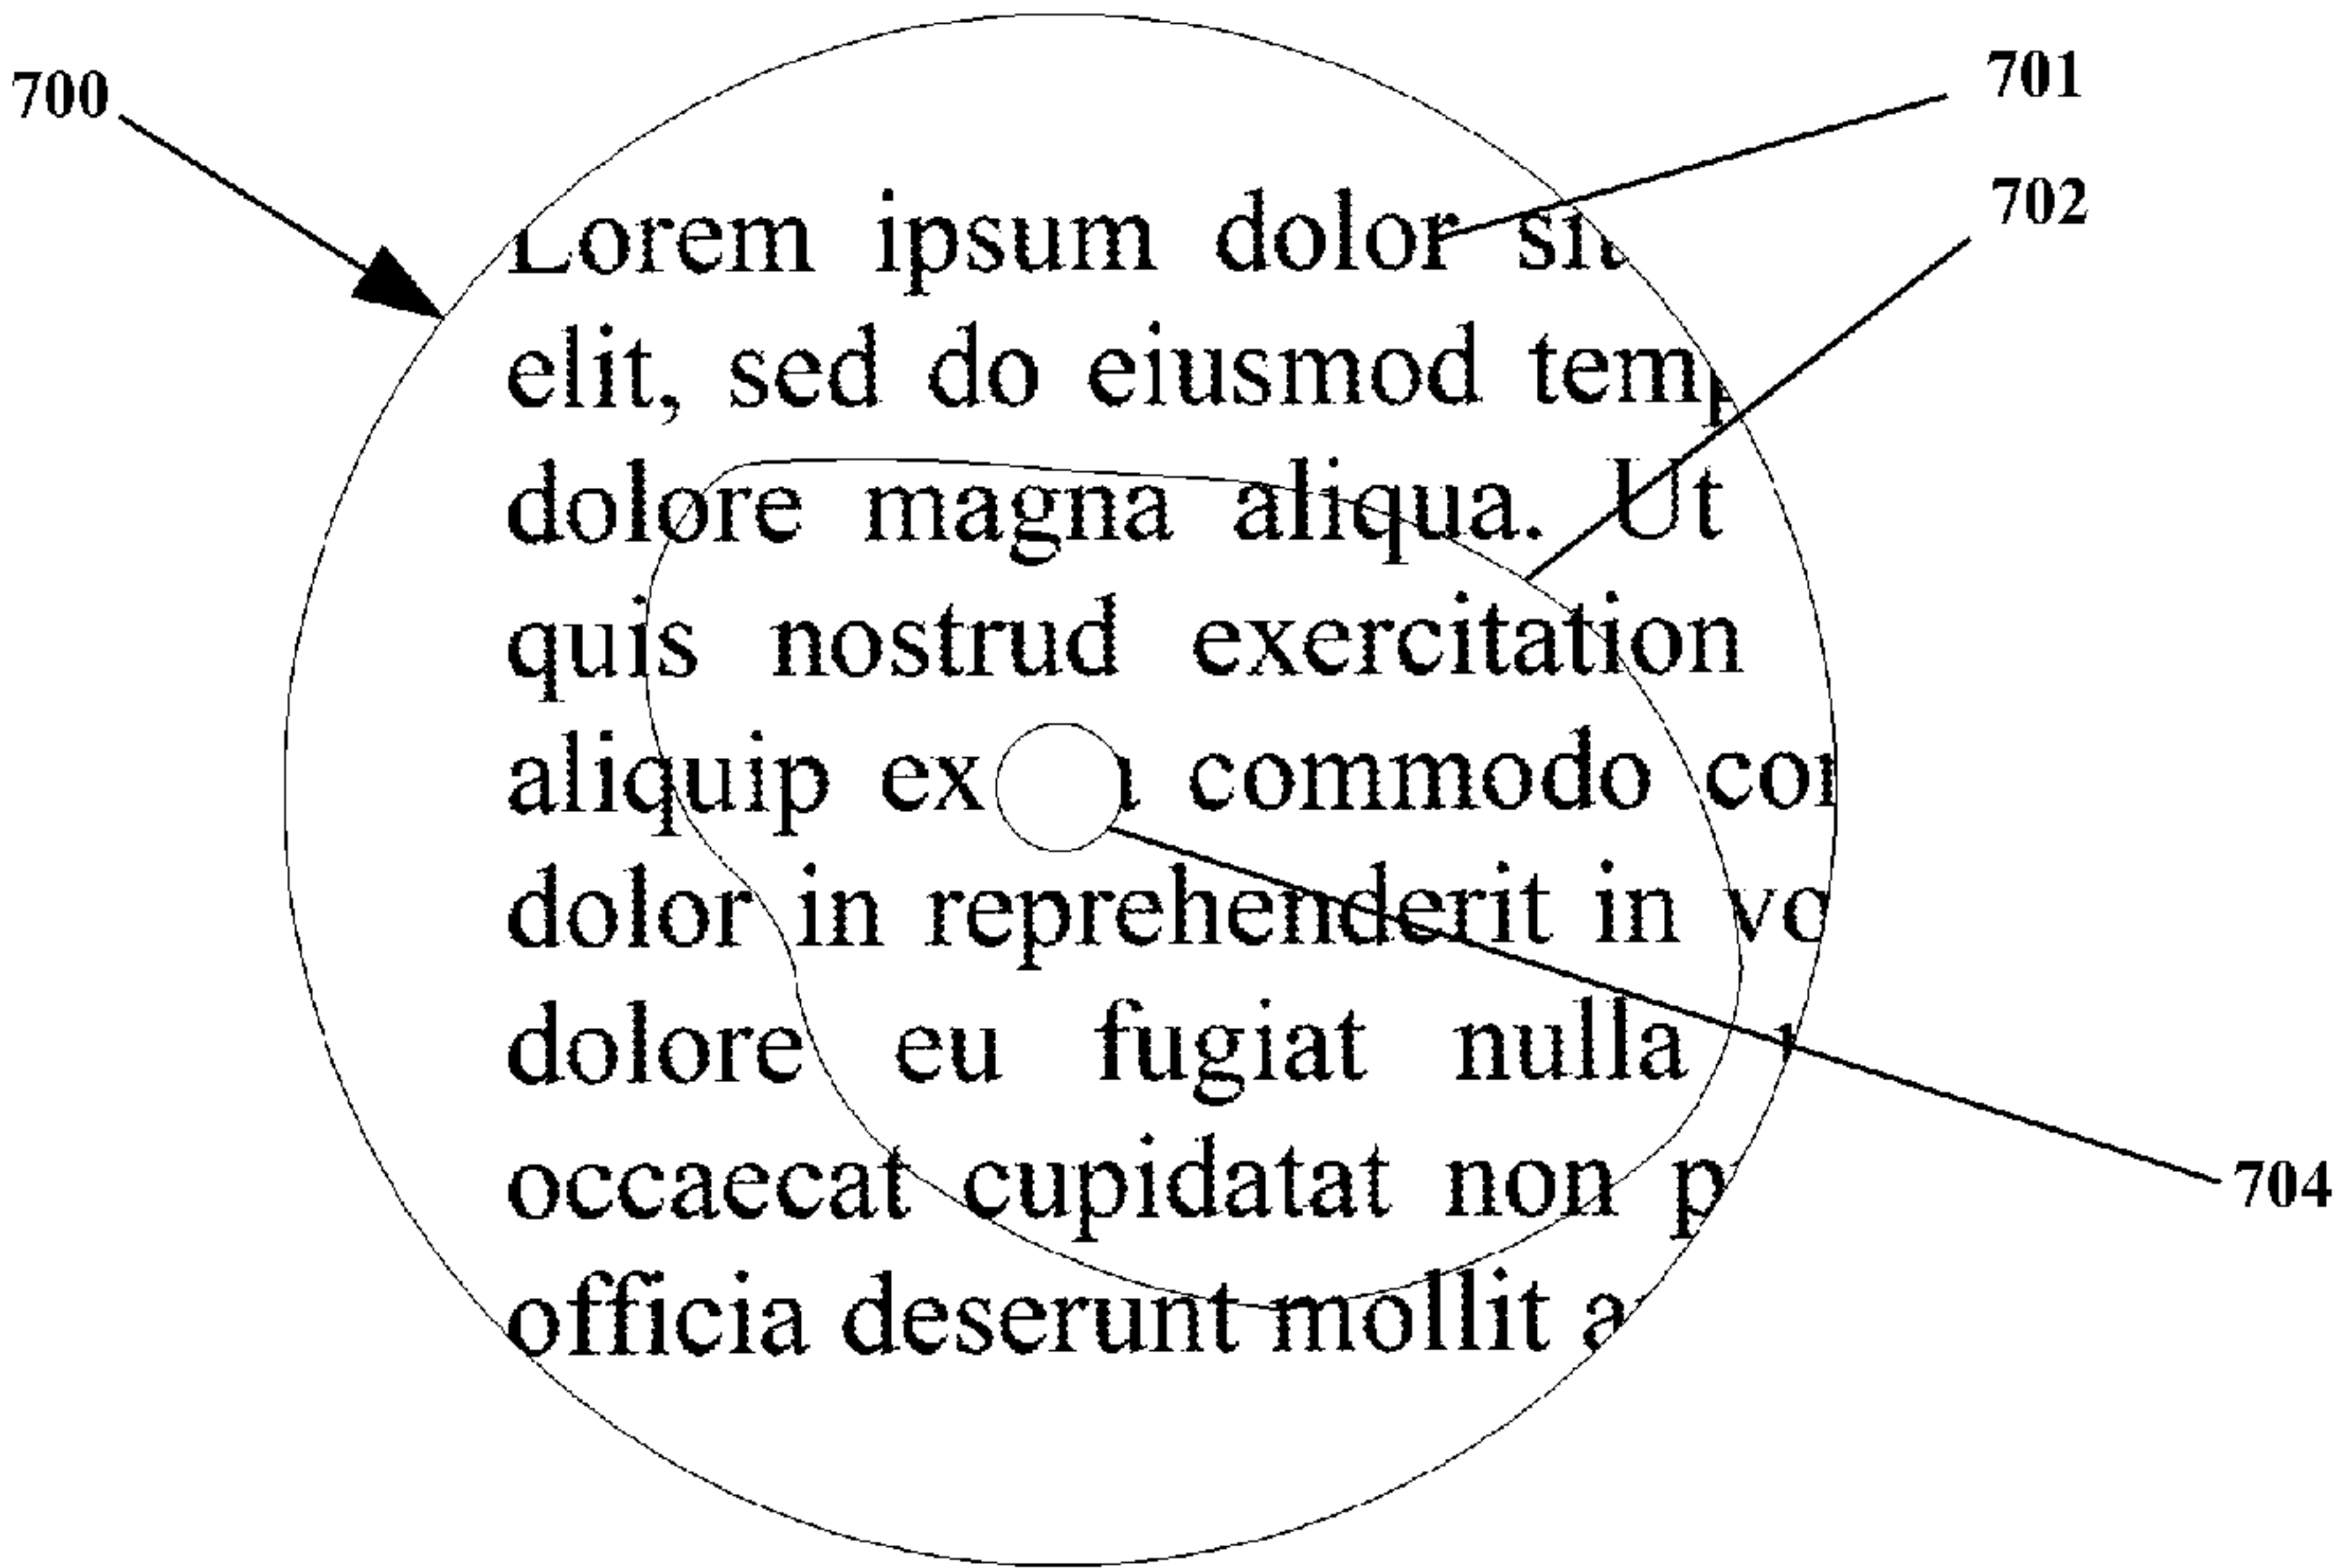 700
701
702
Lorem ipsum dolor
elit, sed do eiusmod
dolore magna aliqua. Ut
quis nostrud exercitation
aliquip ex commodo
dolor in reprehenderit in
dolore eu fugiat nulla
occaecat cupidatat non
704
officia deserunt mollit